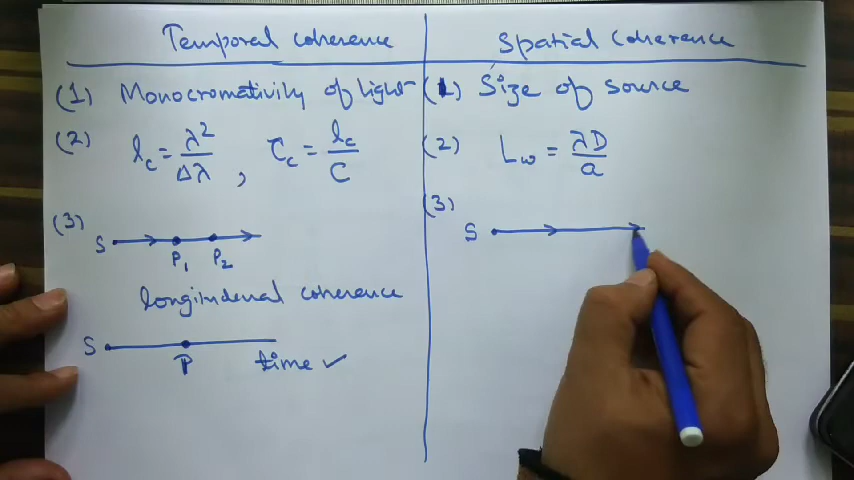 Temporal coherence
(1) Monocromativity of light
(2) lc = λ²/Δλ , τc = lc/C
(3)
S P1 P2
longitudenal coherence
S P time ✓
Spatial Coherence
(1) Size of source
(2) Lω = λD/a
(3)
S